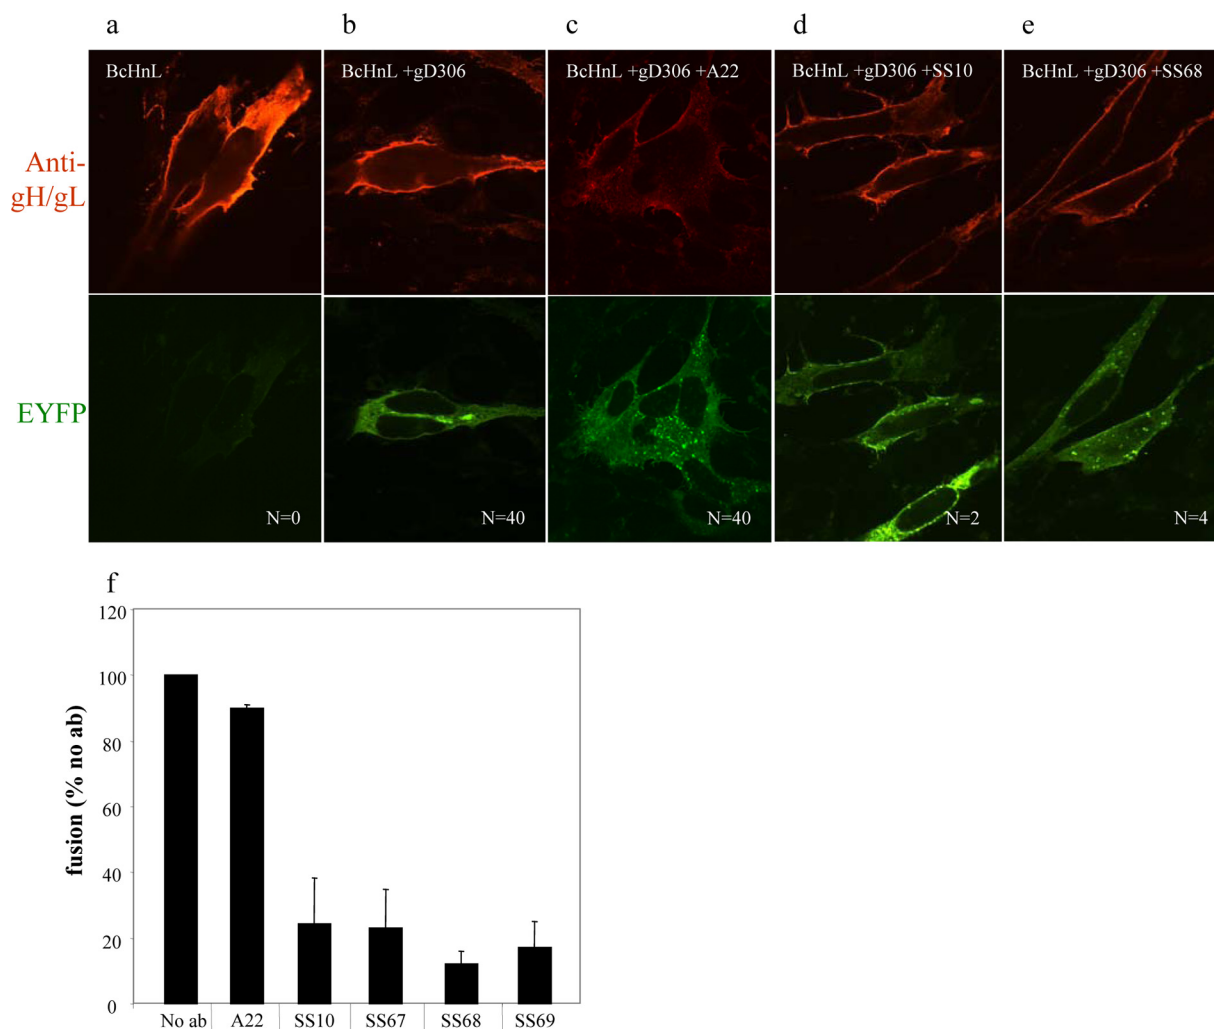 a b c d e
BcHnL BcHnL +gD306 BcHnL +gD306 +A22 BcHnL +gD306 +SS10 BcHnL +gD306 +SS68
Anti-
gH/gL
EYFP
N=0 N=40 N=40 N=2 N=4
f
fusion (% no ab)
120
100
80
60
40
20
0
No ab A22 SS10 SS67 SS68 SS69